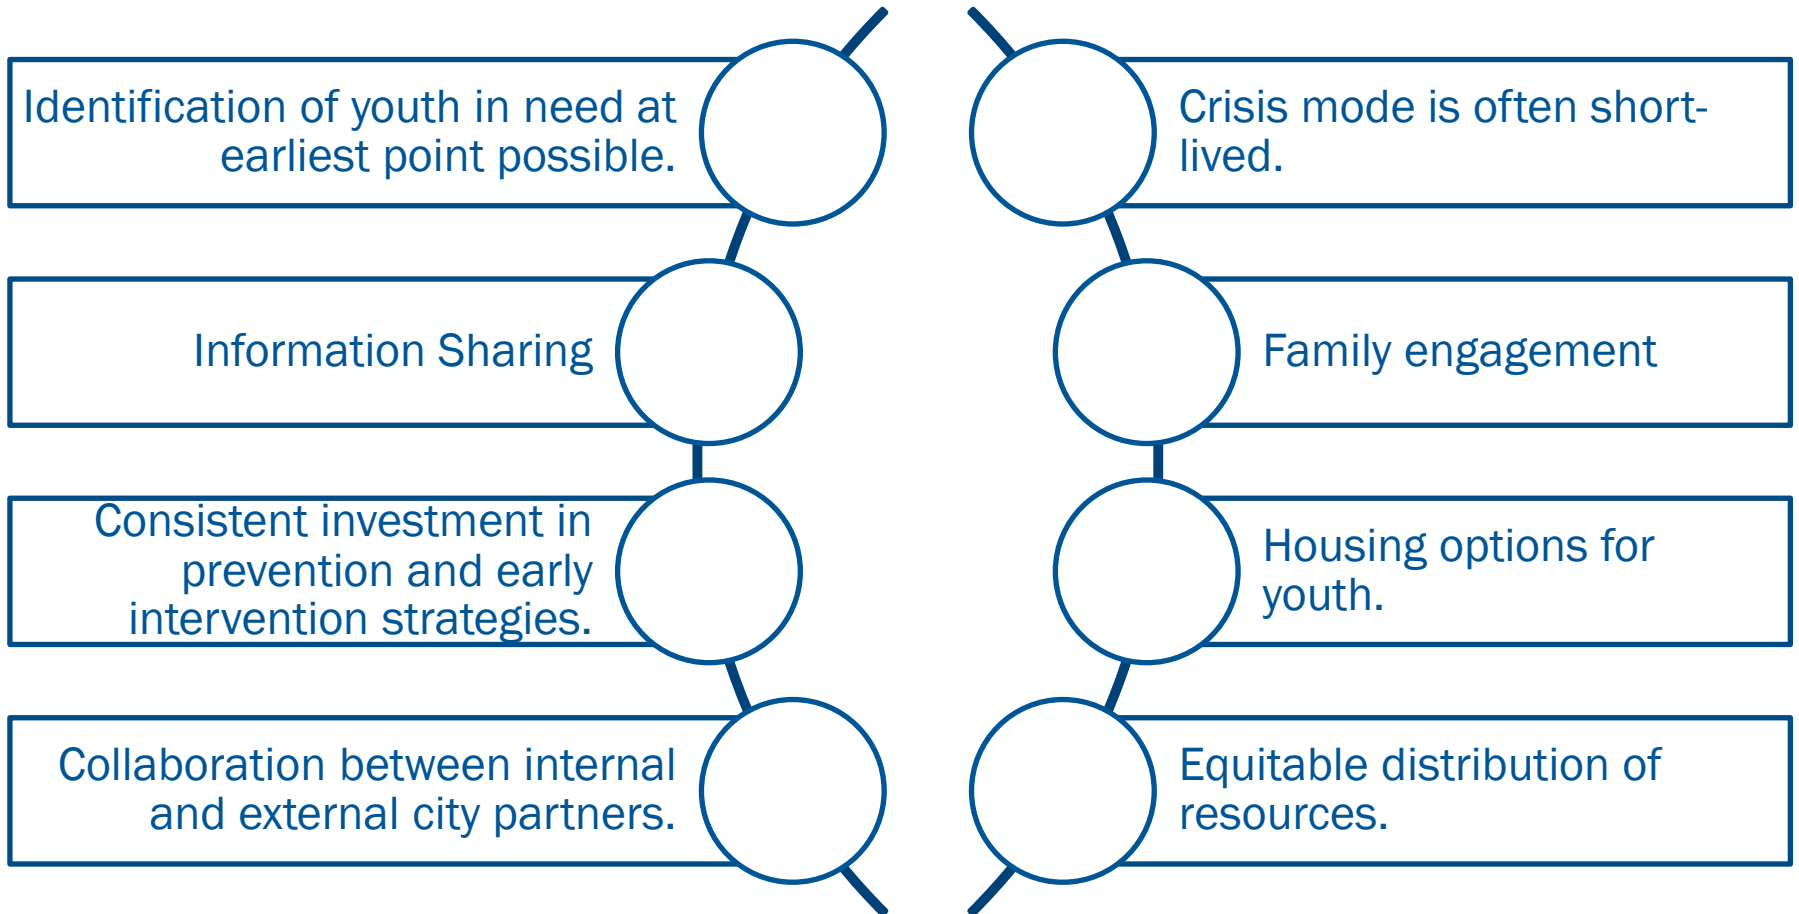 Identification of youth in need at
earliest point possible.
Information Sharing
Consistent investment in
prevention and early
intervention strategies.
Collaboration between internal
and external city partners.
Crisis mode is often short-
lived.
Family engagement
Housing options for
youth.
Equitable distribution of
resources.